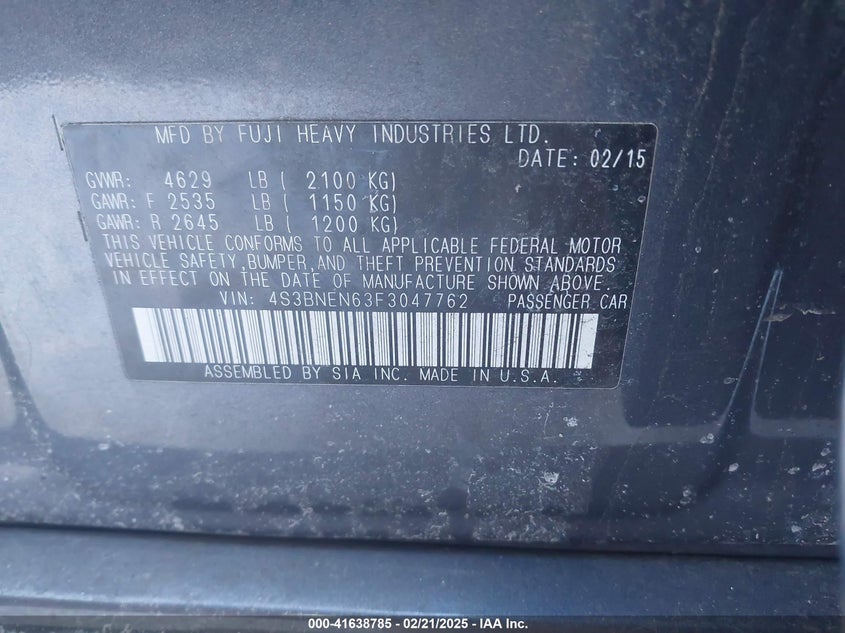 MFD BY FUJI HEAVY INDUSTRIES LTD.
DATE: 02/15
GVWR: 4629 LB ( 2100 KG)
GAWR: F 2535 LB ( 1150 KG)
GAWR: R 2645 LB ( 1200 KG)
THIS VEHICLE CONFORMS TO ALL APPLICABLE FEDERAL MOTOR
VEHICLE SAFETY,BUMPER,AND THEFT PREVENTION STANDARDS
IN EFFECT ON THE DATE OF MANUFACTURE SHOWN ABOVE.
VIN: 4S3BNEN63F3047762 PASSENGER CAR
ASSEMBLED BY SIA INC. MADE IN U.S.A.
000-41638785 - 02/21/2025 - IAA Inc.